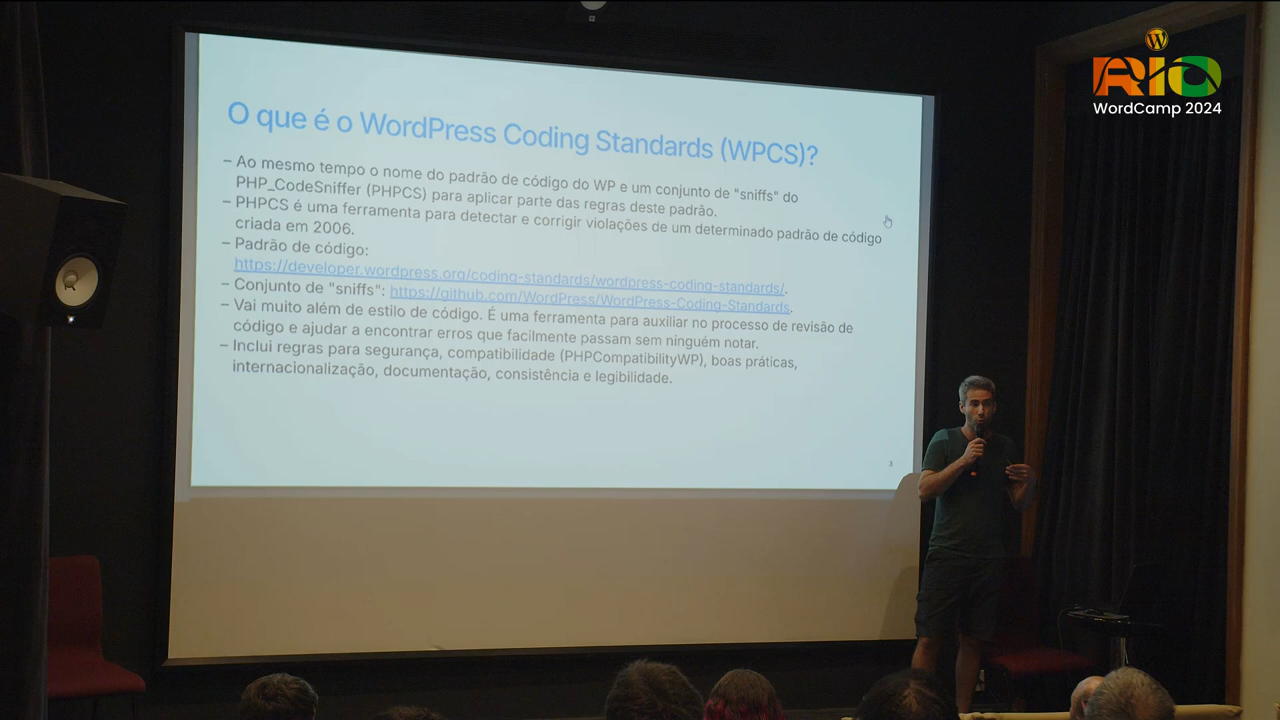 O que é o WordPress Coding Standards (WPCS)?
– Ao mesmo tempo o nome do padrão de código do WP e um conjunto de "sniffs" do
PHP_CodeSniffer (PHPCS) para aplicar parte das regras deste padrão.
– PHPCS é uma ferramenta para detectar e corrigir violações de um determinado padrão de código
criada em 2006.
– Padrão de código:
https://developer.wordpress.org/coding-standards/wordpress-coding-standards/.
– Conjunto de "sniffs": https://github.com/WordPress/WordPress-Coding-Standards.
– Vai muito além de estilo de código. É uma ferramenta para auxiliar no processo de revisão de
código e ajudar a encontrar erros que facilmente passam sem ninguém notar.
– Inclui regras para segurança, compatibilidade (PHPCompatibilityWP), boas práticas,
internacionalização, documentação, consistência e legibilidade.
3
W
RIO
WordCamp 2024